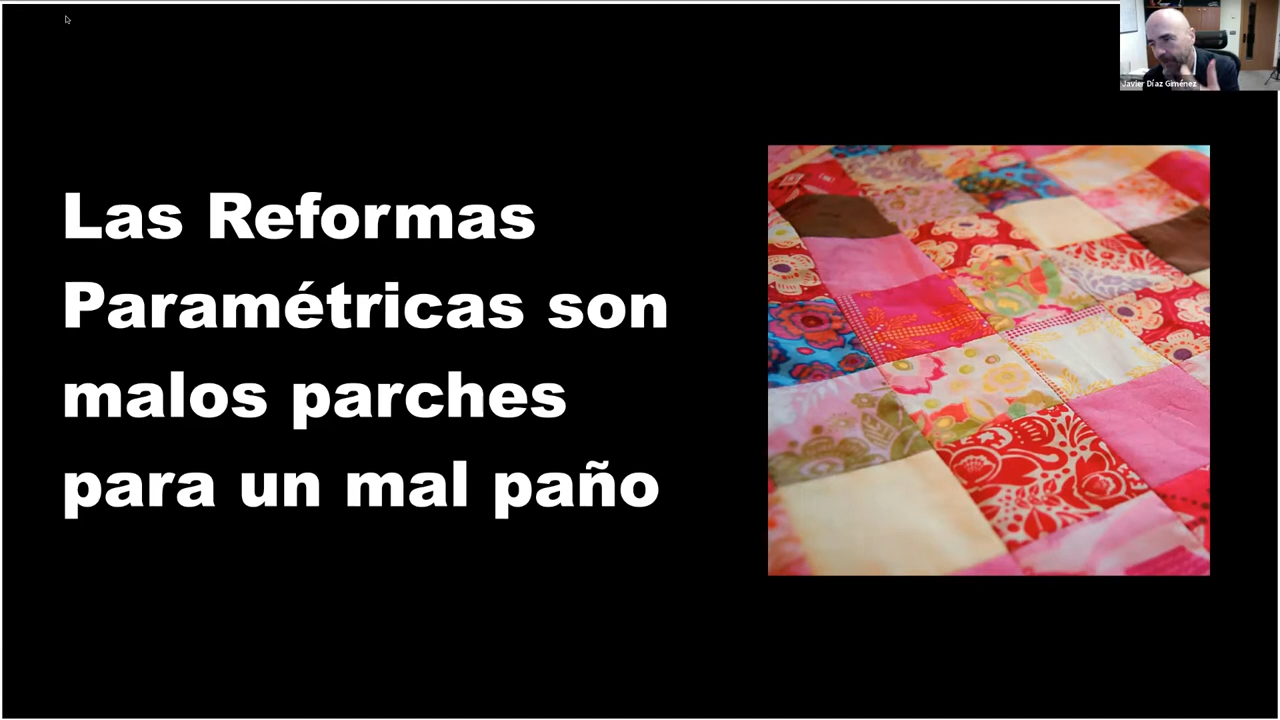 Javier Díaz Giménez
Las Reformas
Paramétricas son
malos parches
para un mal paño